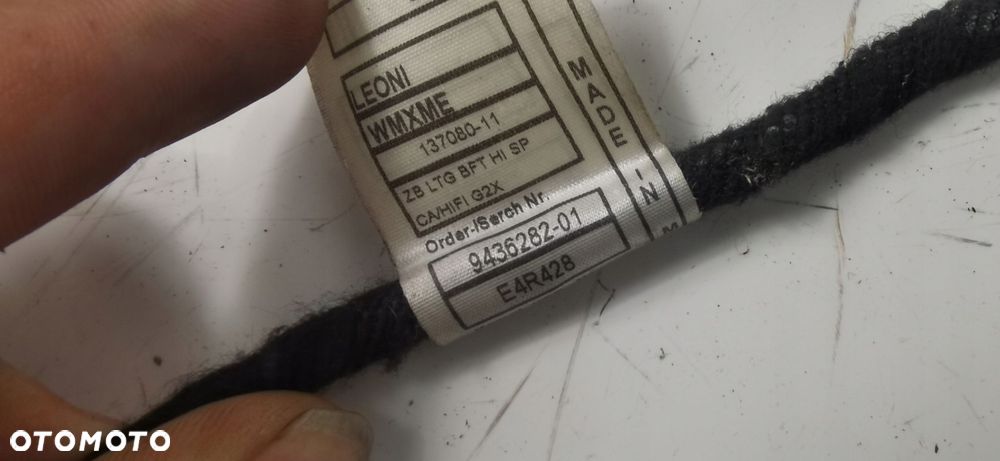 LEONI
WMXME
137080-11
ZB LTG BFT HI SP
CA/HIFI G2X
Order-/Serch Nr.
9436282-01
E4R428
MADE IN
OTOMOTO